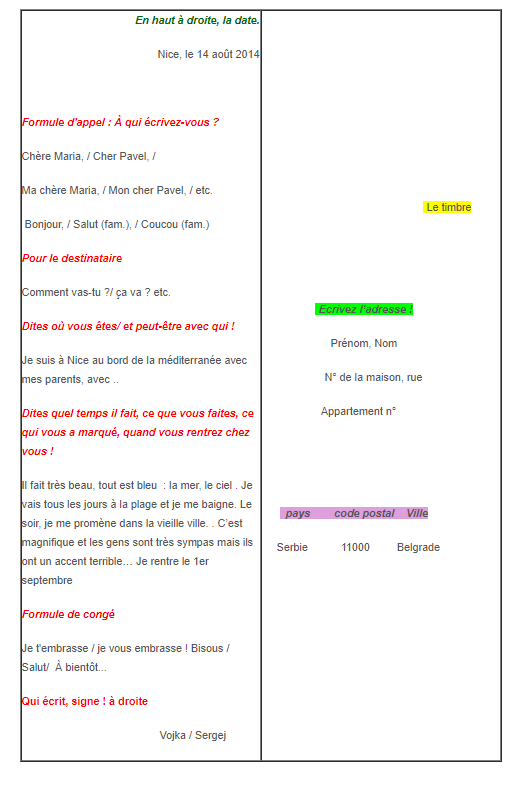 En haut à droite, la date.
Nice, le 14 août 2014
Formule d'appel : À qui écrivez-vous ?
Chère Maria, / Cher Pavel, /
Ma chère Maria, / Mon cher Pavel, / etc.
Bonjour, / Salut (fam.), / Coucou (fam.)
Pour le destinataire
Comment vas-tu ?/ ça va ? etc.
Dites où vous êtes/ et peut-être avec qui !
Je suis à Nice au bord de la méditerranée avec
mes parents, avec ..
Dites quel temps il fait, ce que vous faites, ce
qui vous a marqué, quand vous rentrez chez
vous !
Il fait très beau, tout est bleu : la mer, le ciel . Je
vais tous les jours à la plage et je me baigne. Le
soir, je me promène dans la vieille ville. . C'est
magnifique et les gens sont très sympas mais ils
ont un accent terrible… Je rentre le 1er
septembre
Formule de congé
Je t'embrasse / je vous embrasse ! Bisous /
Salut/ À bientôt...
Qui écrit, signe ! à droite
Vojka / Sergej
Le timbre
Ecrivez l'adresse !
Prénom, Nom
N° de la maison, rue
Appartement n°
pays code postal Ville
Serbie 11000 Belgrade